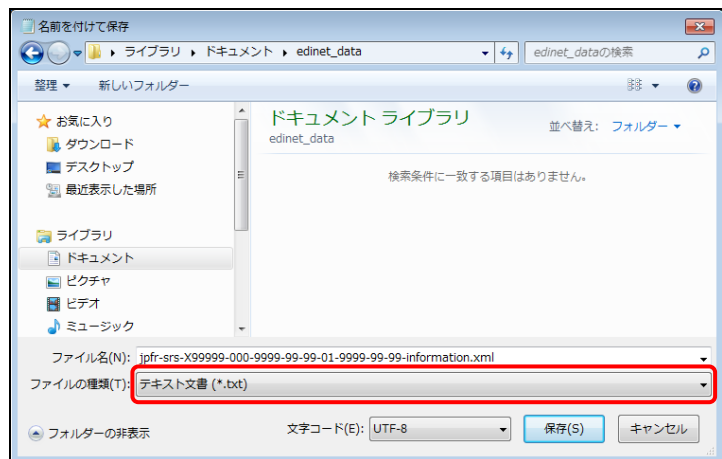 名前を付けて保存
ライブラリ ドキュメント edinet_data edinet_dataの検索
整理 新しいフォルダー
お気に入り
ダウンロード
デスクトップ
最近表示した場所
ライブラリ
ドキュメント
ピクチャ
ビデオ
ミュージック
ドキュメント ライブラリ
edinet_data
並べ替え: フォルダー
検索条件に一致する項目はありません。
ファイル名(N): jpfr-srs-X99999-000-9999-99-99-01-9999-99-99-information.xml
ファイルの種類(T): テキスト文書 (*.txt)
フォルダーの非表示 文字コード(E): UTF-8 保存(S) キャンセル